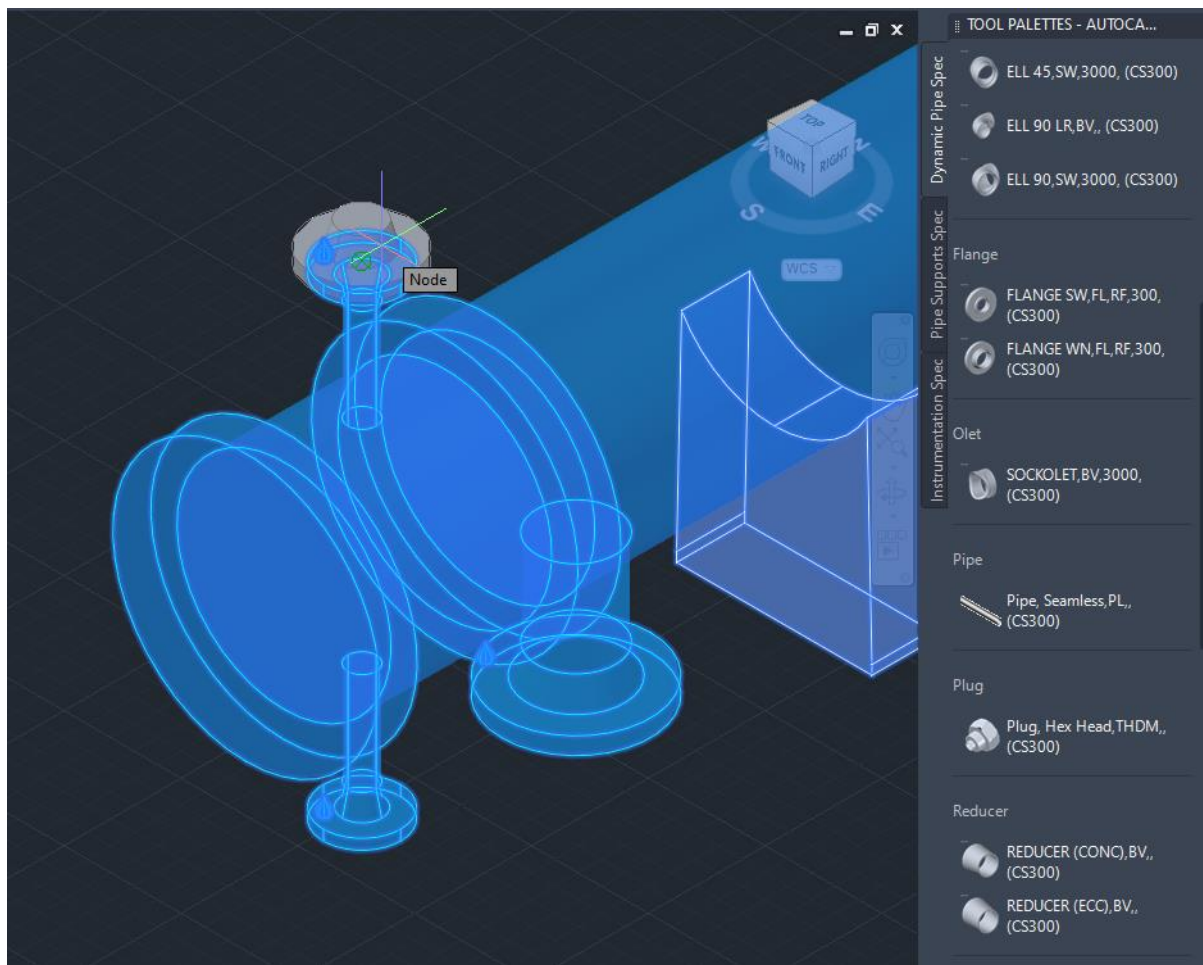 TOOL PALETTES - AUTOCA...
Dynamic Pipe Spec
Pipe Supports Spec
Instrumentation Spec
ELL 45,SW,3000, (CS300)
ELL 90 LR,BV,, (CS300)
ELL 90,SW,3000, (CS300)
Flange
FLANGE SW,FL,RF,300,
(CS300)
FLANGE WN,FL,RF,300,
(CS300)
Olet
SOCKOLET,BV,3000,
(CS300)
Pipe
Pipe, Seamless,PL,,
(CS300)
Plug
Plug, Hex Head,THDM,,
(CS300)
Reducer
REDUCER (CONC),BV,,
(CS300)
REDUCER (ECC),BV,,
(CS300)
TOP
FRONT
RIGHT
W
N
S
E
WCS
Node